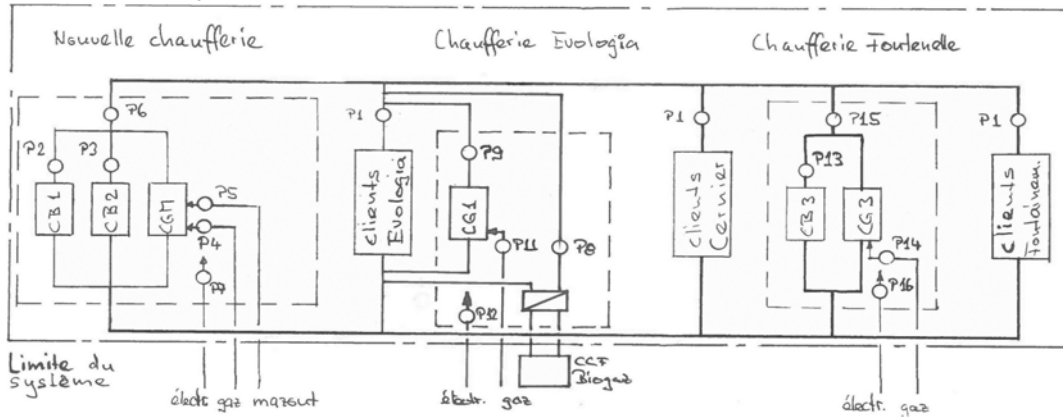 Nouvelle chaufferie
Chaufferie Evologia
Chaufferie Fontenelle
P6
P1
P1
P15
P1
P2
P3
P9
P13
CB1
CB2
CGM
P5
P4
P7
Clients Evologia
CG1
P11
P8
P12
Clients Cernier
CB3
CG3
P14
P16
Clients Fontainem.
Limite du
système
CCF
Biogaz
électr gaz mazout
électr. gaz
électr. gaz